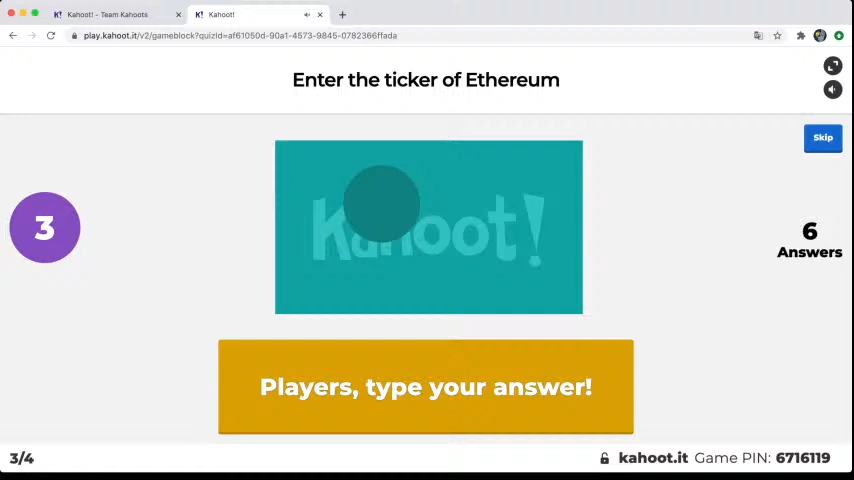 Kahoot! - Team Kahoots
Kahoot!
play.kahoot.it/v2/gameblock?quizId=af61050d-90a1-4573-9845-0782366ffada
Enter the ticker of Ethereum
Skip
3
Kahoot!
6
Answers
Players, type your answer!
3/4
kahoot.it Game PIN: 6716119